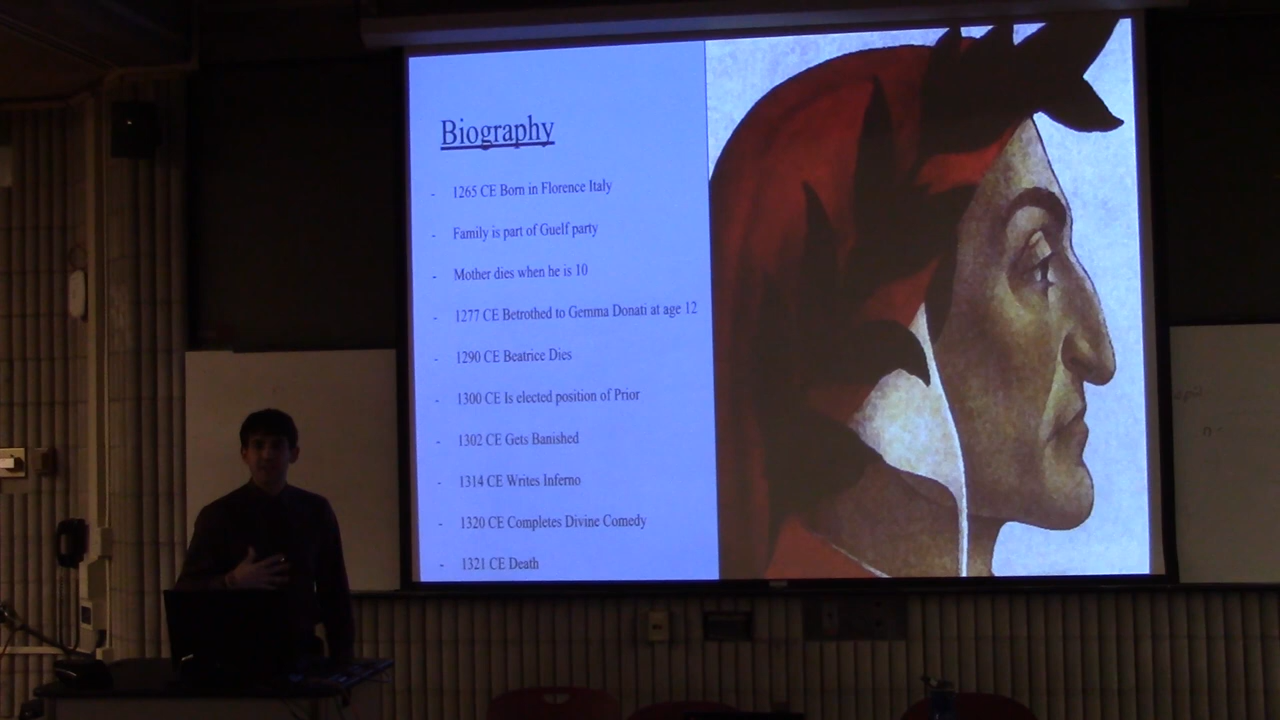 Biography
- 1265 CE Born in Florence Italy
- Family is part of Guelf party
- Mother dies when he is 10
- 1277 CE Betrothed to Gemma Donati at age 12
- 1290 CE Beatrice Dies
- 1300 CE Is elected position of Prior
- 1302 CE Gets Banished
- 1314 CE Writes Inferno
- 1320 CE Completes Divine Comedy
- 1321 CE Death